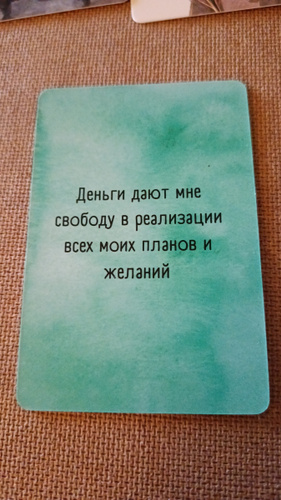 Деньги дают мне
свободу в реализации
всех моих планов и
желаний